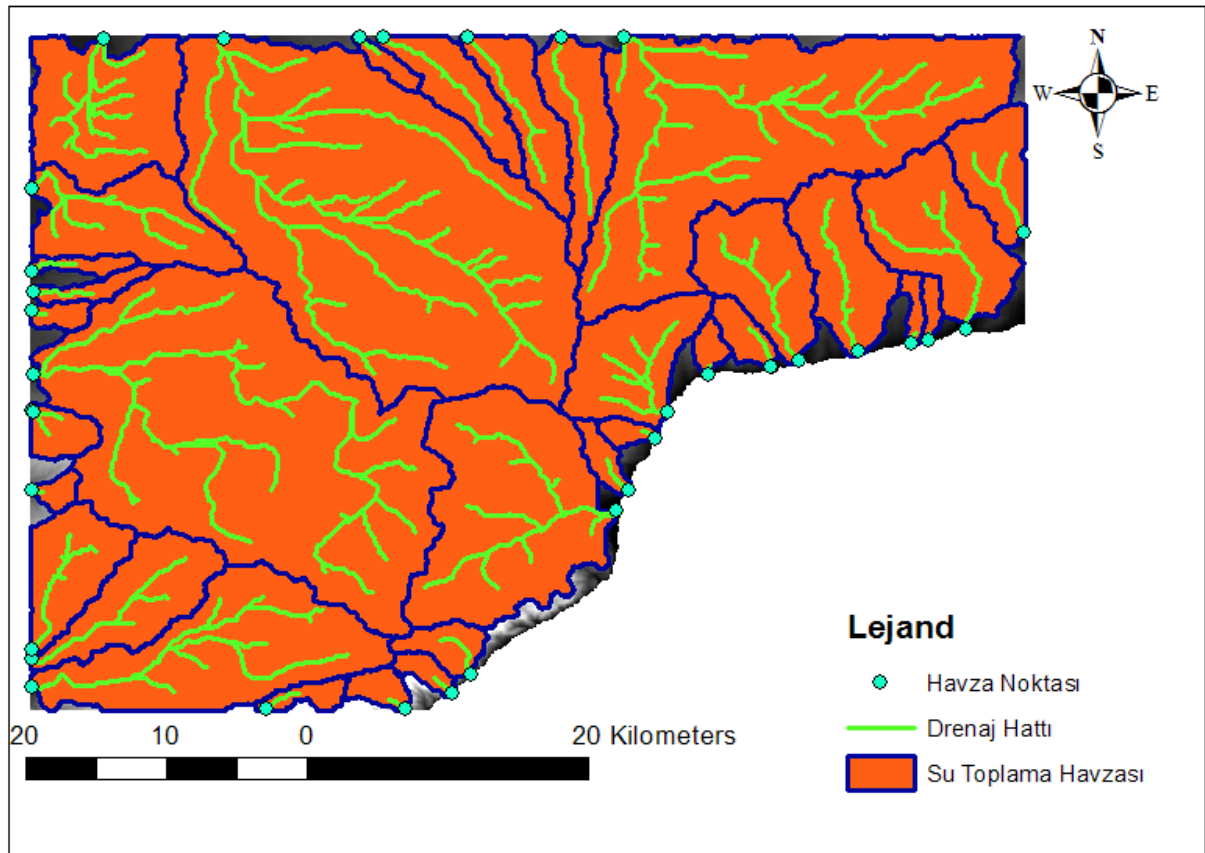 N
W E
S
Lejand
Havza Noktası
Drenaj Hattı
Su Toplama Havzası
20 10 0 20 Kilometers